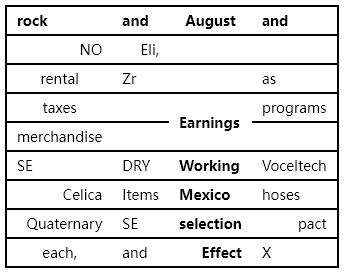 rock and August and
NO Eli,
rental Zr as
taxes programs
Earnings
merchandise
SE DRY Working Voceltech
Celica Items Mexico hoses
Quaternary SE selection pact
each, and Effect X